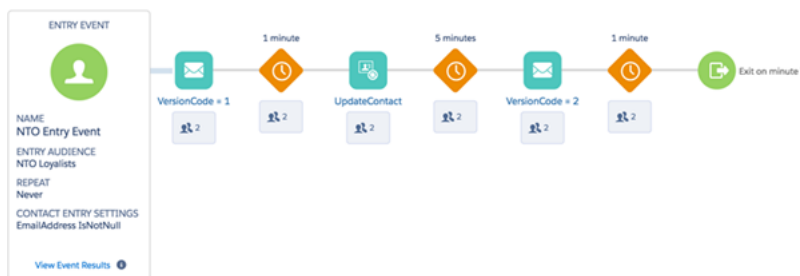 ENTRY EVENT
NAME
NTO Entry Event
ENTRY AUDIENCE
NTO Loyalists
REPEAT
Never
CONTACT ENTRY SETTINGS
EmailAddress IsNotNull
View Event Results i
VersionCode = 1
2
1 minute
2
UpdateContact
2
5 minutes
2
VersionCode = 2
2
1 minute
2
Exit on minute